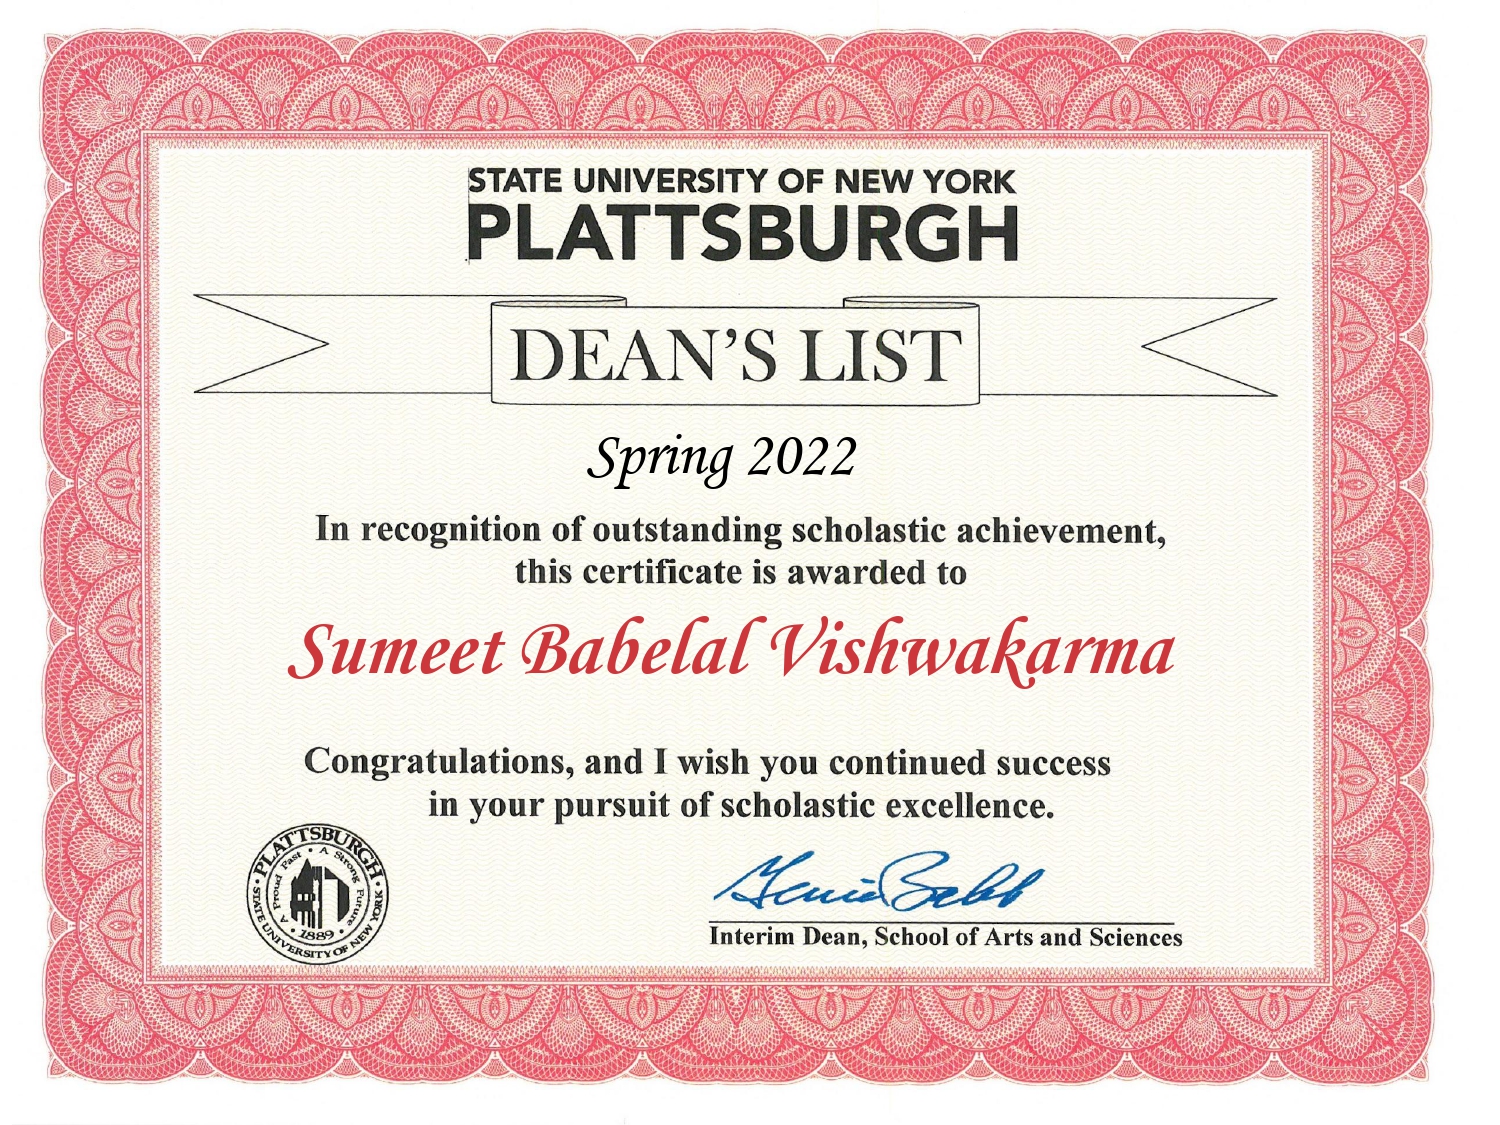 STATE UNIVERSITY OF NEW YORK
PLATTSBURGH
DEAN'S LIST
Spring 2022
In recognition of outstanding scholastic achievement,
this certificate is awarded to
Sumeet Babelal Vishwakarma
Congratulations, and I wish you continued success
in your pursuit of scholastic excellence.
PLATTSBURGH
STATE UNIVERSITY OF NEW YORK
A Proud Past • A Strong Future
1889
Interim Dean, School of Arts and Sciences